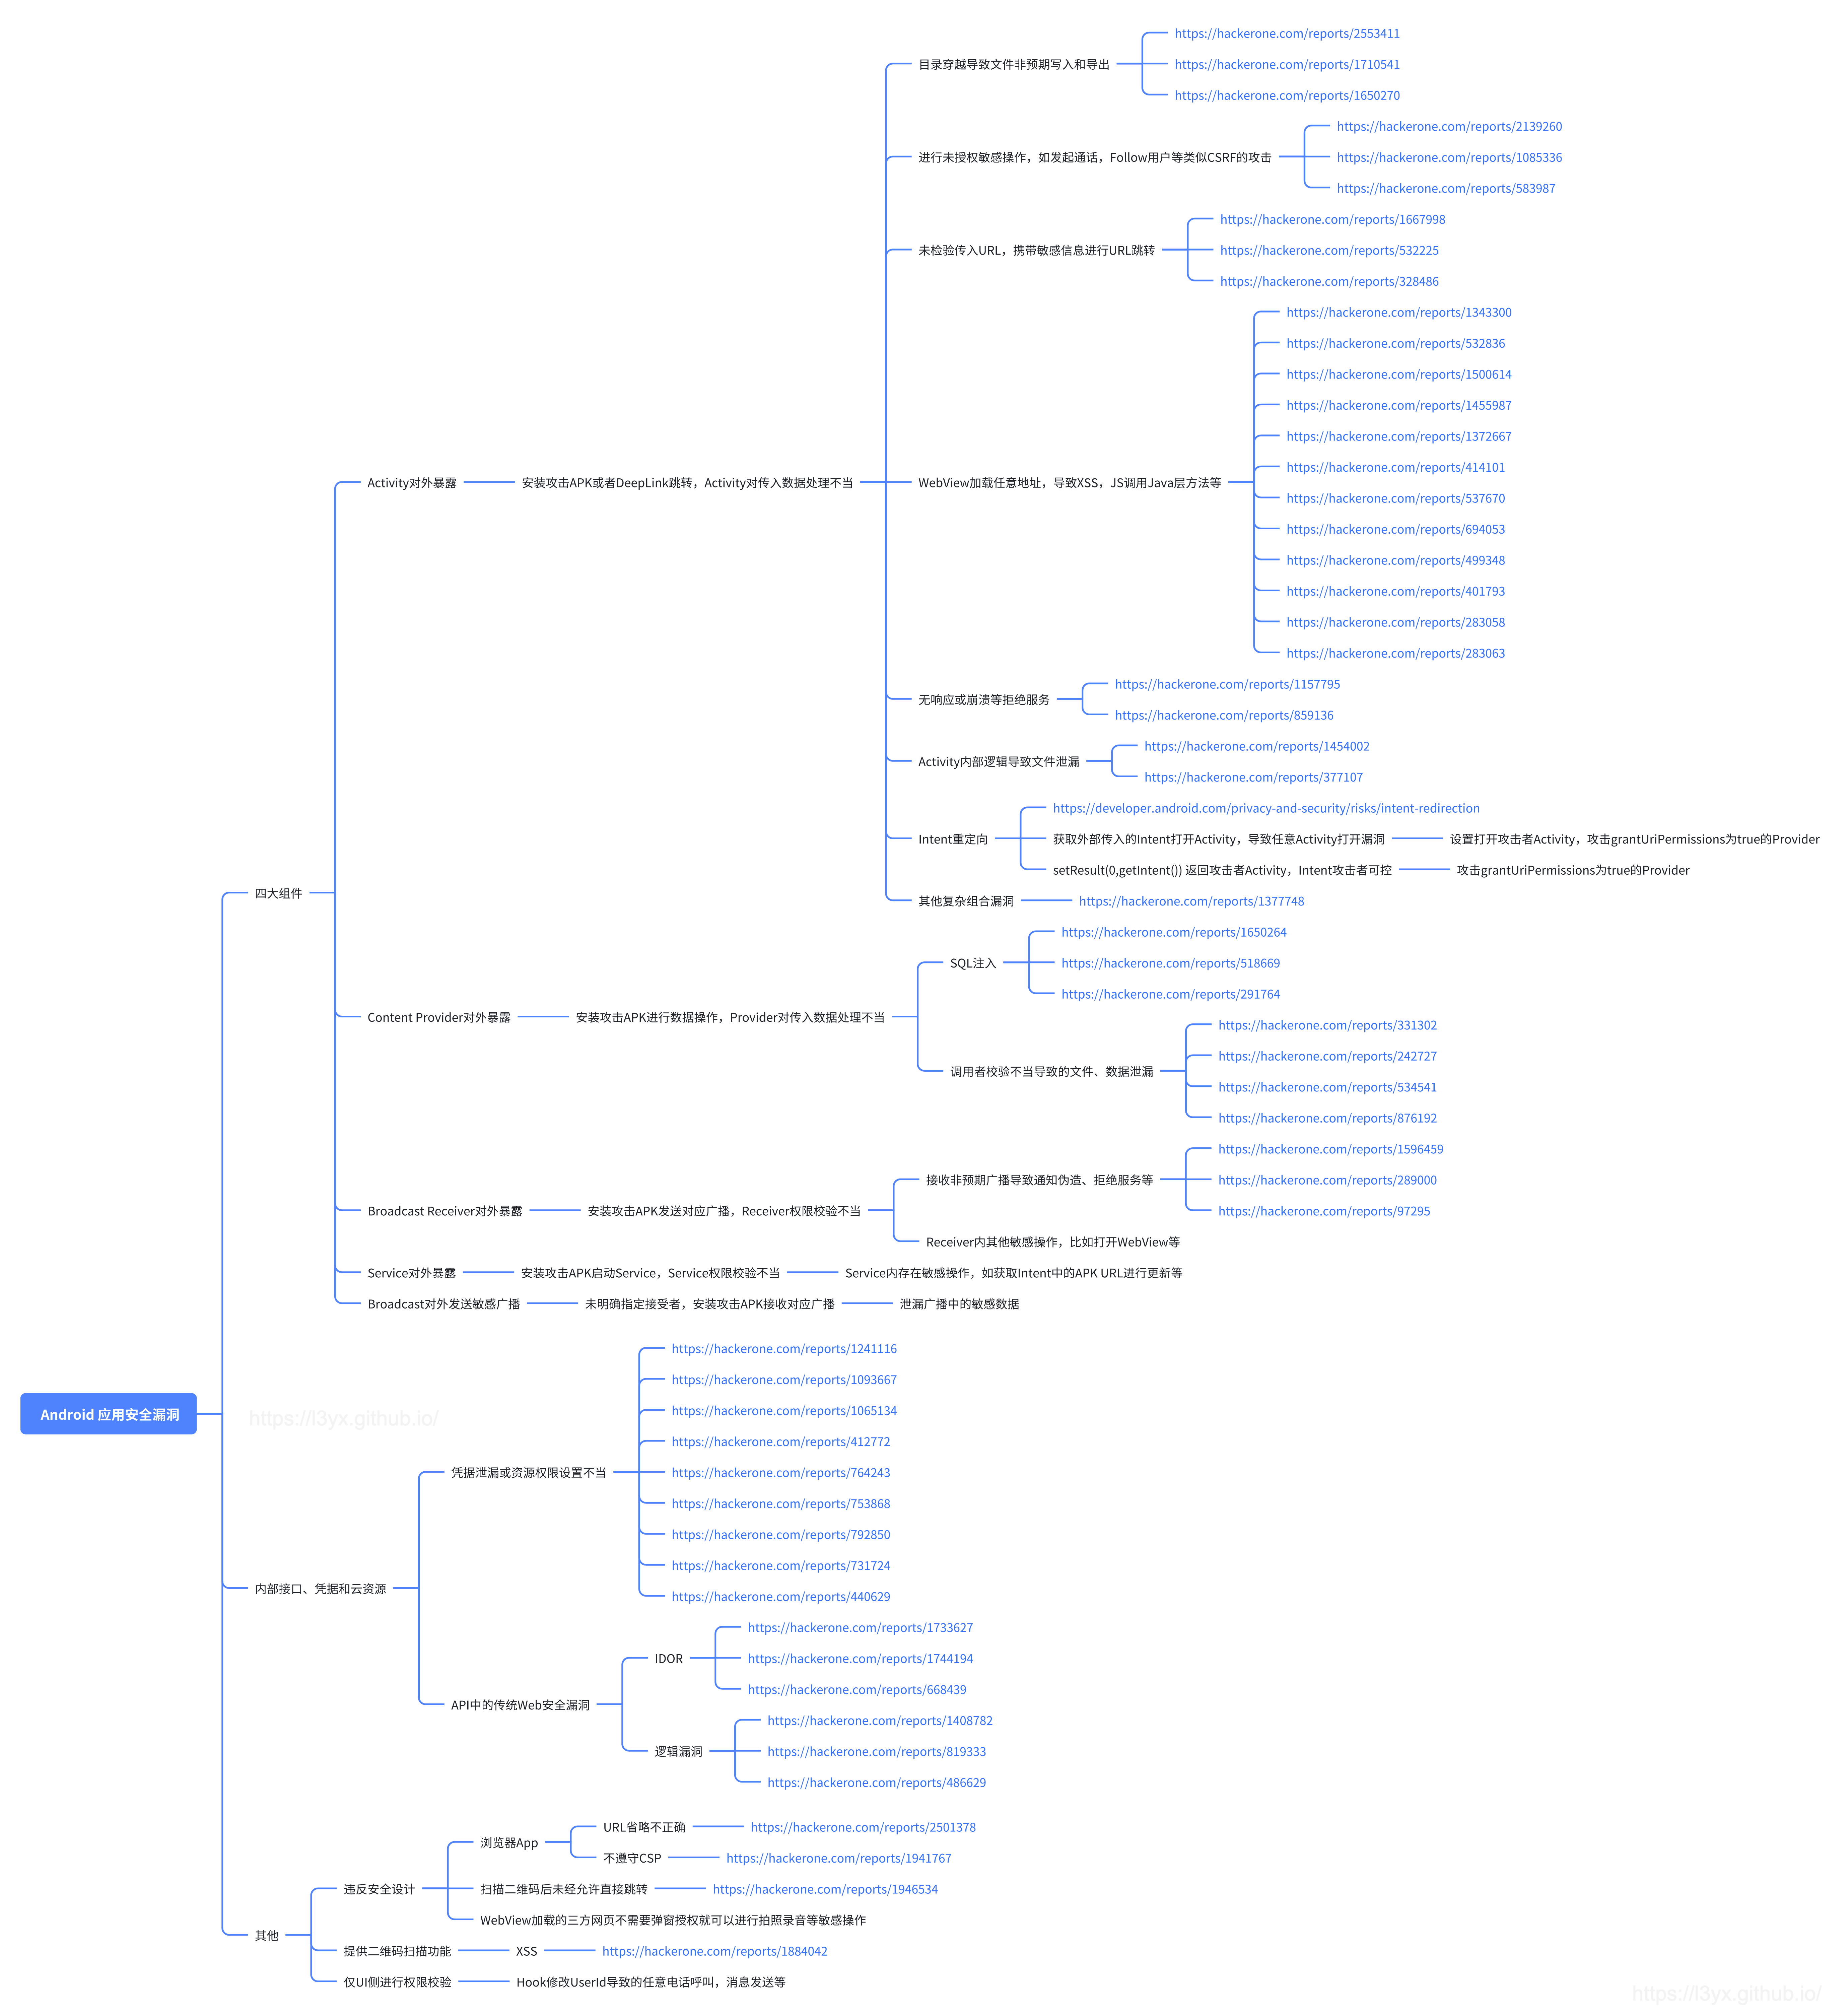 https://hackerone.com/reports/2553411
目录穿越导致文件非预期写入和导出
https://hackerone.com/reports/1710541
https://hackerone.com/reports/1650270
https://hackerone.com/reports/2139260
进行未授权敏感操作，如发起通话，Follow用户等类似CSRF的攻击
https://hackerone.com/reports/1085336
https://hackerone.com/reports/583987
https://hackerone.com/reports/1667998
未检验传入URL，携带敏感信息进行URL跳转
https://hackerone.com/reports/532225
https://hackerone.com/reports/328486
https://hackerone.com/reports/1343300
https://hackerone.com/reports/532836
https://hackerone.com/reports/1500614
https://hackerone.com/reports/1455987
https://hackerone.com/reports/1372667
https://hackerone.com/reports/414101
Activity对外暴露
安装攻击APK或者DeepLink跳转，Activity对传入数据处理不当
WebView加载任意地址，导致XSS，JS调用Java层方法等
https://hackerone.com/reports/537670
https://hackerone.com/reports/694053
https://hackerone.com/reports/499348
https://hackerone.com/reports/401793
https://hackerone.com/reports/283058
https://hackerone.com/reports/283063
https://hackerone.com/reports/1157795
无响应或崩溃等拒绝服务
https://hackerone.com/reports/859136
https://hackerone.com/reports/1454002
Activity内部逻辑导致文件泄漏
https://hackerone.com/reports/377107
https://developer.android.com/privacy-and-security/risks/intent-redirection
Intent重定向
获取外部传入的Intent打开Activity，导致任意Activity打开漏洞
设置打开攻击者Activity，攻击grantUriPermissions为true的Provider
setResult(0,getIntent()) 返回攻击者Activity，Intent攻击者可控
攻击grantUriPermissions为true的Provider
四大组件
其他复杂组合漏洞
https://hackerone.com/reports/1377748
https://hackerone.com/reports/1650264
SQL注入
https://hackerone.com/reports/518669
https://hackerone.com/reports/291764
Content Provider对外暴露
安装攻击APK进行数据操作，Provider对传入数据处理不当
https://hackerone.com/reports/331302
https://hackerone.com/reports/242727
调用者校验不当导致的文件、数据泄漏
https://hackerone.com/reports/534541
https://hackerone.com/reports/876192
https://hackerone.com/reports/1596459
接收非预期广播导致通知伪造、拒绝服务等
https://hackerone.com/reports/289000
Broadcast Receiver对外暴露
安装攻击APK发送对应广播，Receiver权限校验不当
https://hackerone.com/reports/97295
Receiver内其他敏感操作，比如打开WebView等
Service对外暴露
安装攻击APK启动Service，Service权限校验不当
Service内存在敏感操作，如获取Intent中的APK URL进行更新等
Broadcast对外发送敏感广播
未明确指定接受者，安装攻击APK接收对应广播
泄漏广播中的敏感数据
https://hackerone.com/reports/1241116
https://hackerone.com/reports/1093667
Android 应用安全漏洞
https://l3yx.github.io/
https://hackerone.com/reports/1065134
https://hackerone.com/reports/412772
凭据泄漏或资源权限设置不当
https://hackerone.com/reports/764243
https://hackerone.com/reports/753868
https://hackerone.com/reports/792850
https://hackerone.com/reports/731724
内部接口、凭据和云资源
https://hackerone.com/reports/440629
https://hackerone.com/reports/1733627
IDOR
https://hackerone.com/reports/1744194
https://hackerone.com/reports/668439
API中的传统Web安全漏洞
https://hackerone.com/reports/1408782
逻辑漏洞
https://hackerone.com/reports/819333
https://hackerone.com/reports/486629
URL省略不正确
https://hackerone.com/reports/2501378
浏览器App
不遵守CSP
https://hackerone.com/reports/1941767
违反安全设计
扫描二维码后未经允许直接跳转
https://hackerone.com/reports/1946534
WebView加载的三方网页不需要弹窗授权就可以进行拍照录音等敏感操作
其他
提供二维码扫描功能
XSS
https://hackerone.com/reports/1884042
仅UI侧进行权限校验
Hook修改UserId导致的任意电话呼叫，消息发送等
https://l3yx.github.io/